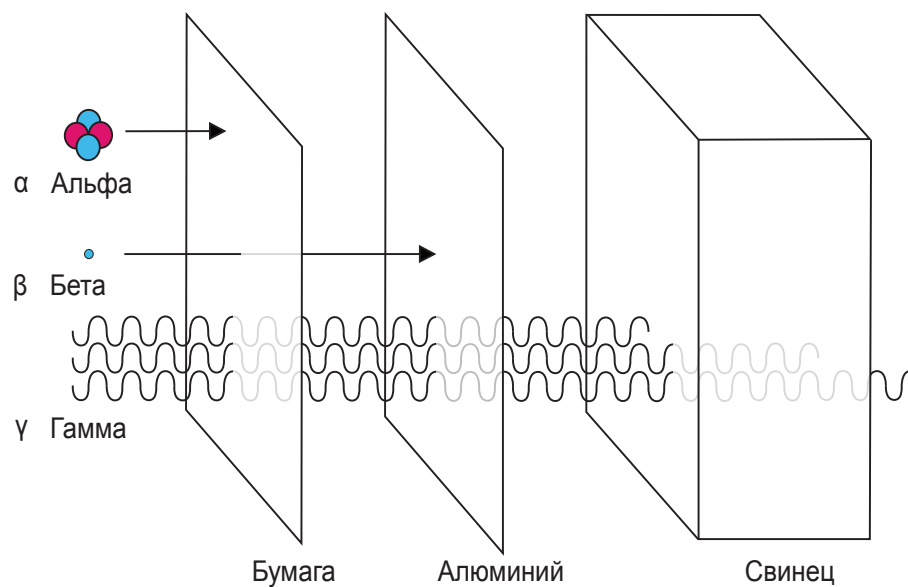 α Альфа
β Бета
γ Гамма
Бумага
Алюминий
Свинец